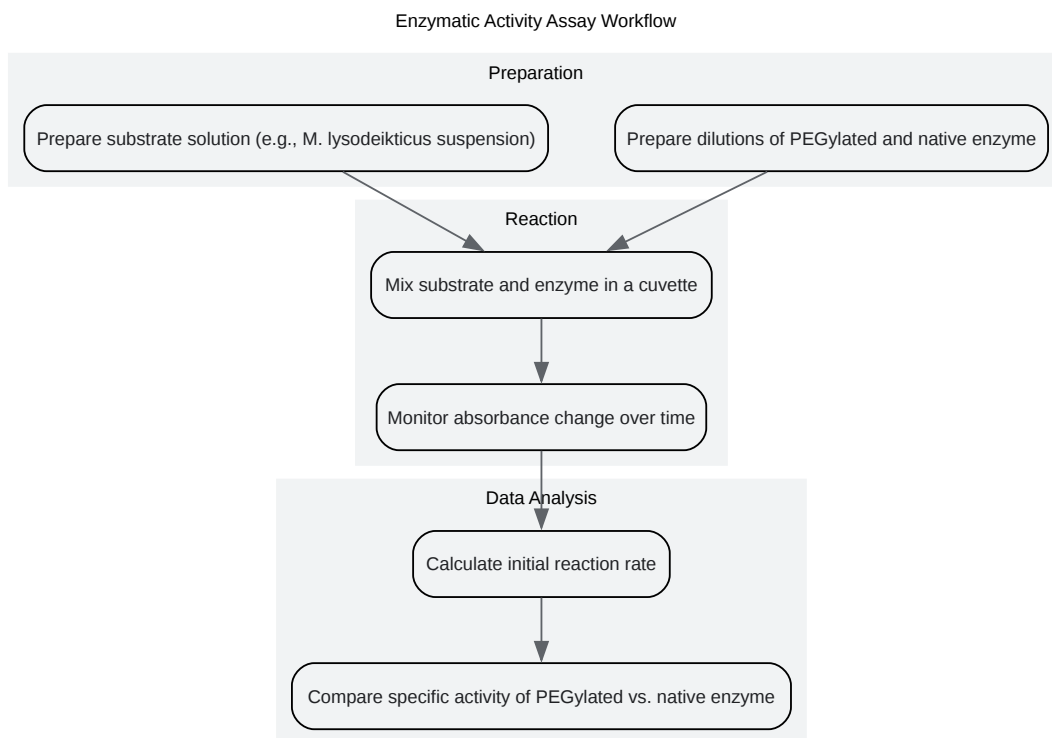 Enzymatic Activity Assay Workflow
Preparation
Prepare substrate solution (e.g., M. lysodeikticus suspension)
Prepare dilutions of PEGylated and native enzyme
Reaction
Mix substrate and enzyme in a cuvette
Monitor absorbance change over time
Data Analysis
Calculate initial reaction rate
Compare specific activity of PEGylated vs. native enzyme